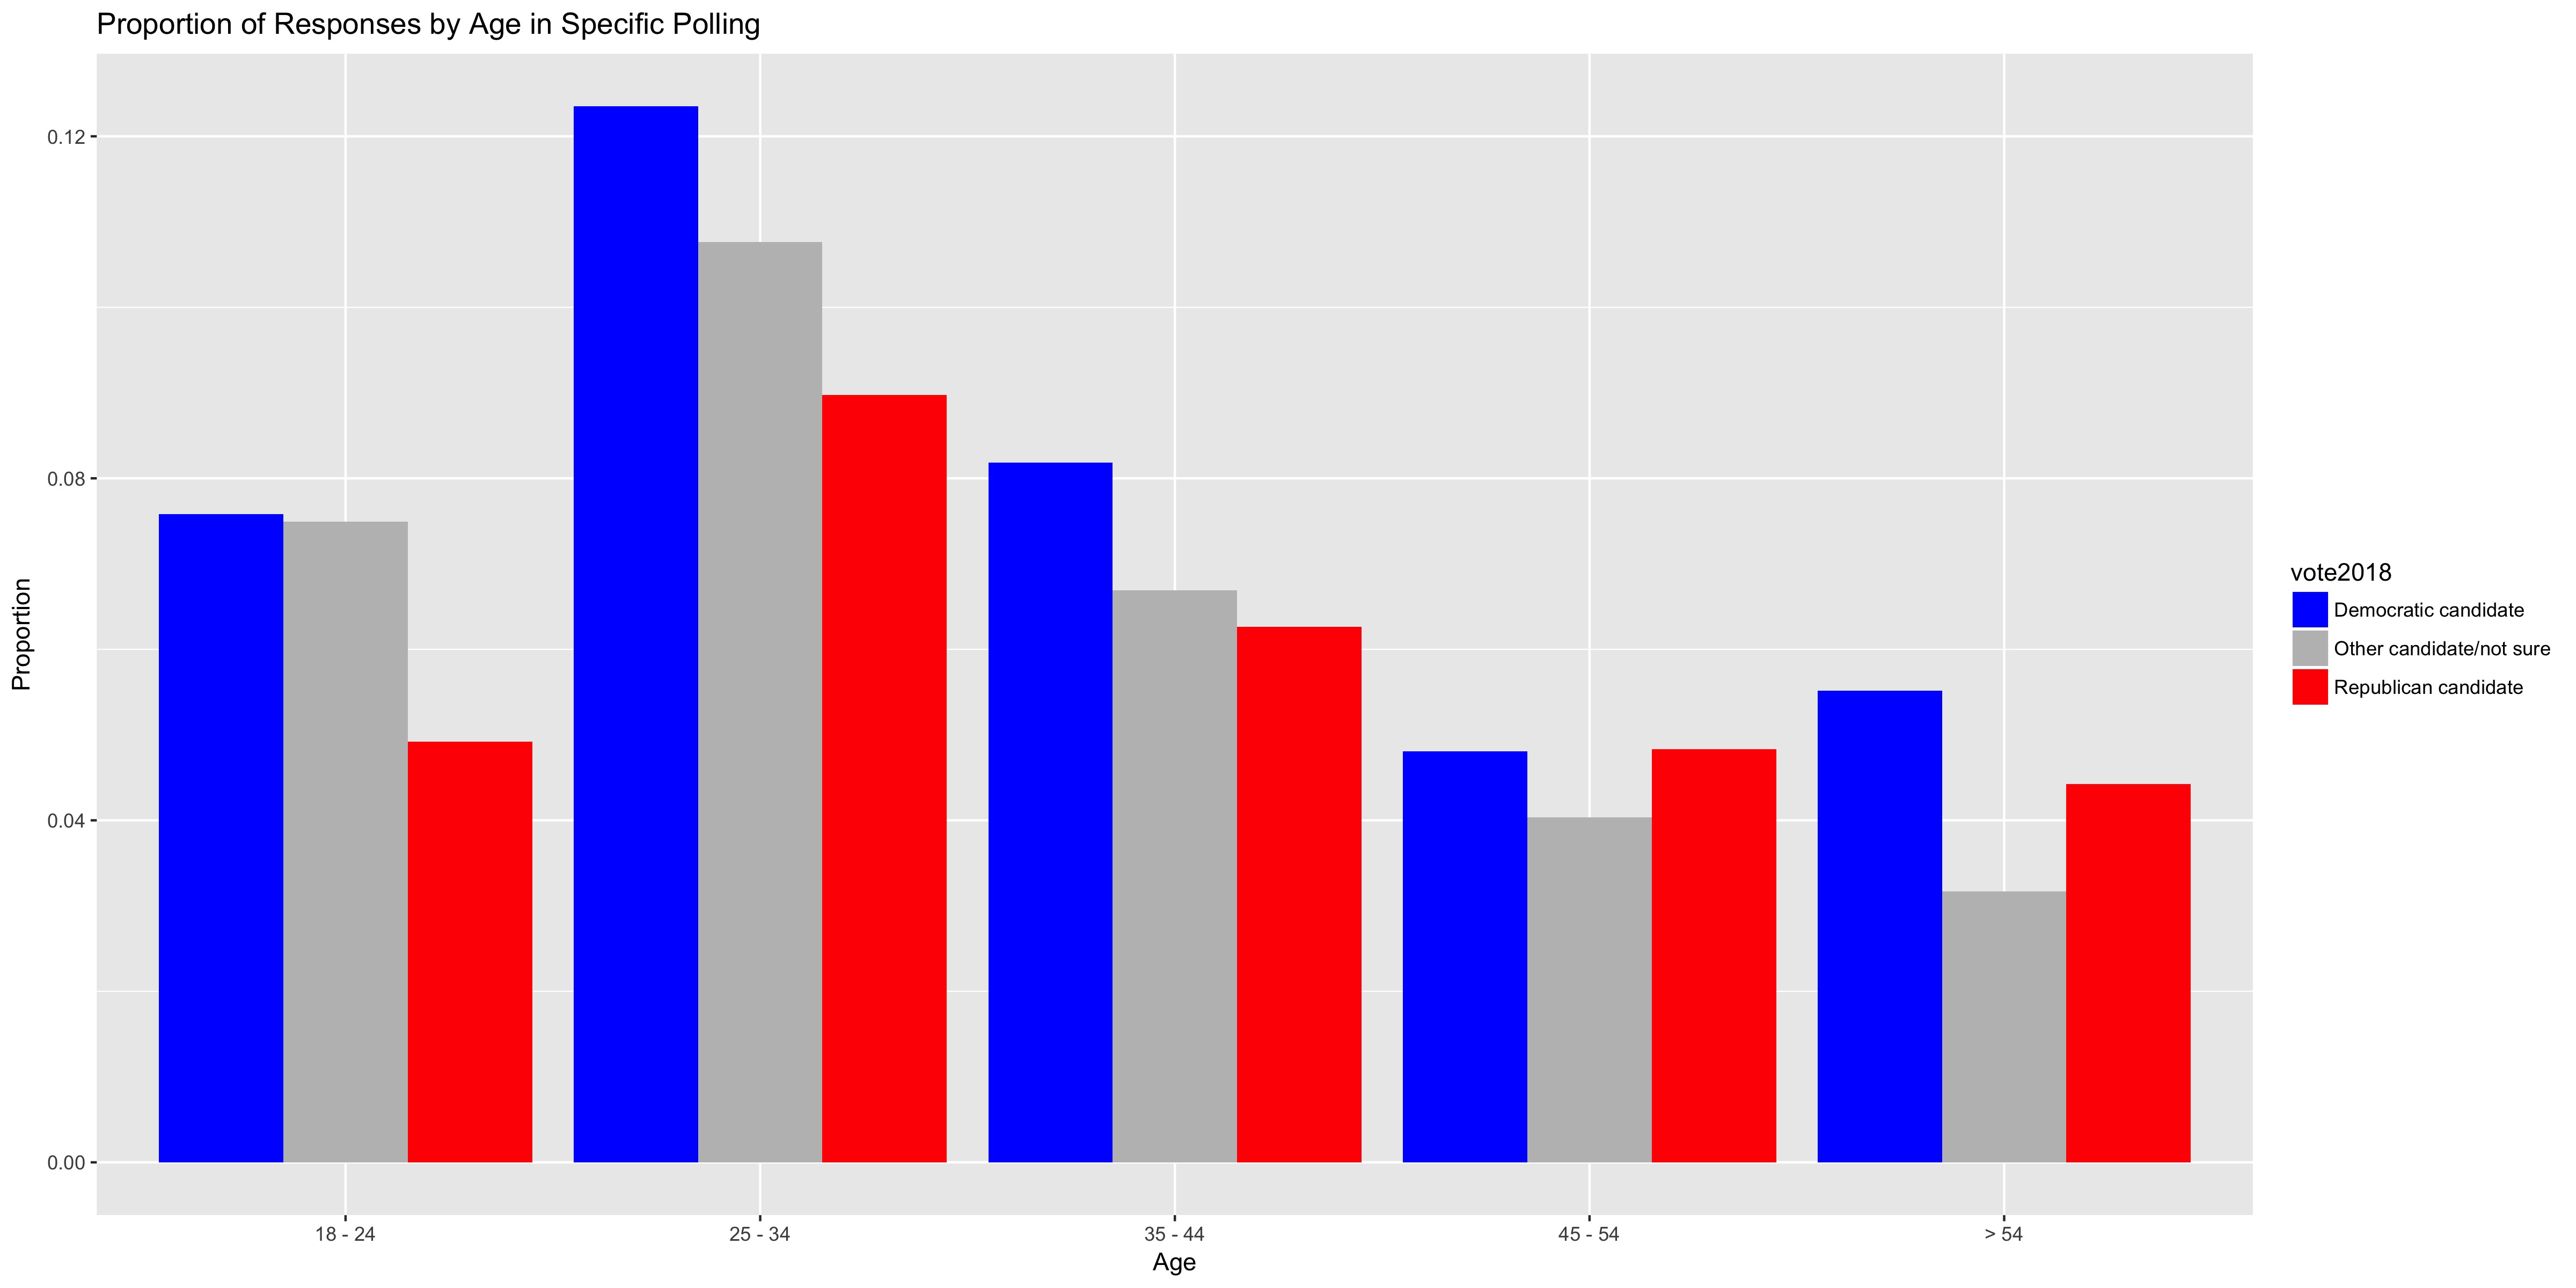 Proportion of Responses by Age in Specific Polling
Proportion
0.12
0.08
0.04
0.00
18 - 24
25 - 34
35 - 44
45 - 54
> 54
Age
vote2018
Democratic candidate
Other candidate/not sure
Republican candidate